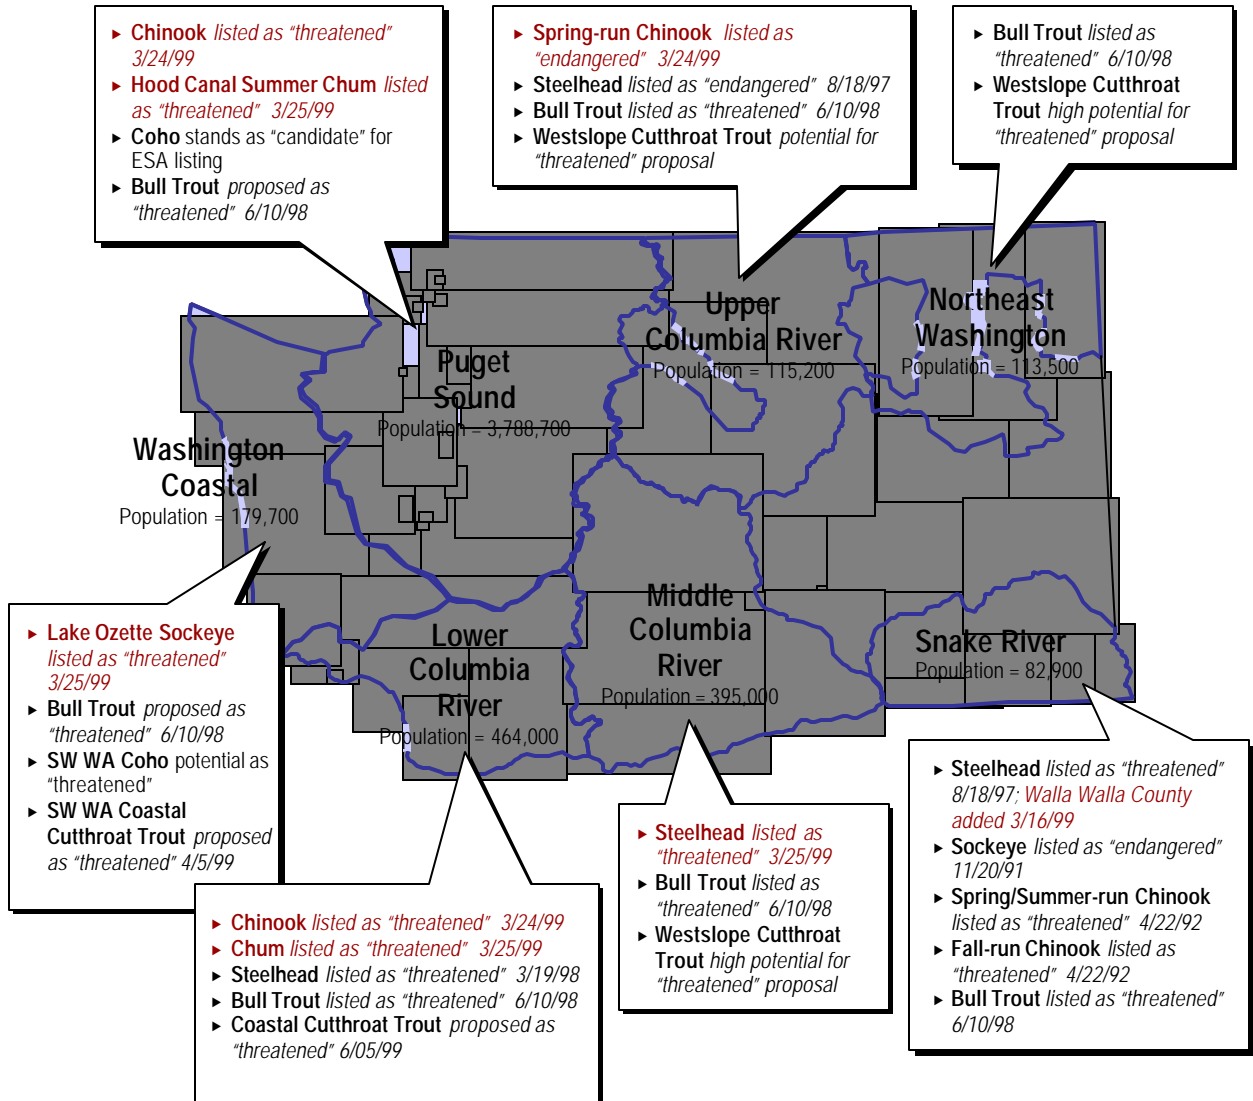 ► Chinook listed as “threatened”
3/24/99
► Hood Canal Summer Chum listed
as “threatened” 3/25/99
► Coho stands as “candidate” for
ESA listing
► Bull Trout proposed as
“threatened” 6/10/98
► Spring-run Chinook listed as
“endangered” 3/24/99
► Steelhead listed as “endangered” 8/18/97
► Bull Trout listed as “threatened” 6/10/98
► Westslope Cutthroat Trout potential for
“threatened” proposal
► Bull Trout listed as
“threatened” 6/10/98
► Westslope Cutthroat
Trout high potential for
“threatened” proposal
Puget
Sound
Population = 3,788,700
Upper
Columbia River
Population = 115,200
Northeast
Washington
Population = 113,500
Washington
Coastal
Population = 179,700
Lower
Columbia
River
Population = 464,000
Middle
Columbia
River
Population = 395,000
Snake River
Population = 82,900
► Lake Ozette Sockeye
listed as “threatened”
3/25/99
► Bull Trout proposed as
“threatened” 6/10/98
► SW WA Coho potential as
“threatened”
► SW WA Coastal
Cutthroat Trout proposed
as “threatened” 4/5/99
► Chinook listed as “threatened” 3/24/99
► Chum listed as “threatened” 3/25/99
► Steelhead listed as “threatened” 3/19/98
► Bull Trout listed as “threatened” 6/10/98
► Coastal Cutthroat Trout proposed as
“threatened” 6/05/99
► Steelhead listed as
“threatened” 3/25/99
► Bull Trout listed as
“threatened” 6/10/98
► Westslope Cutthroat
Trout high potential for
“threatened” proposal
► Steelhead listed as “threatened”
8/18/97; Walla Walla County
added 3/16/99
► Sockeye listed as “endangered”
11/20/91
► Spring/Summer-run Chinook
listed as “threatened” 4/22/92
► Fall-run Chinook listed as
“threatened” 4/22/92
► Bull Trout listed as “threatened”
6/10/98